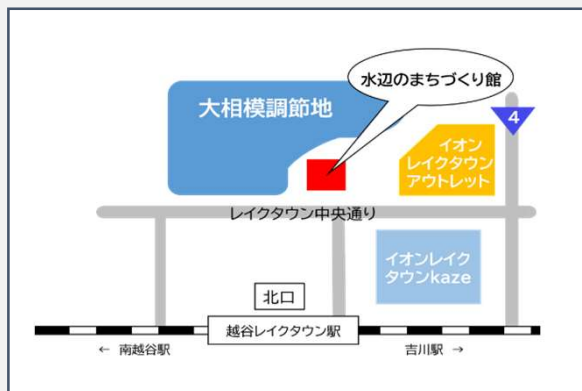 水辺のまちづくり館
大相模調節地
4
イオン
レイクタウン
アウトレット
レイクタウン中央通り
イオンレイク
タウンkaze
北口
越谷レイクタウン駅
← 南越谷駅
吉川駅 →